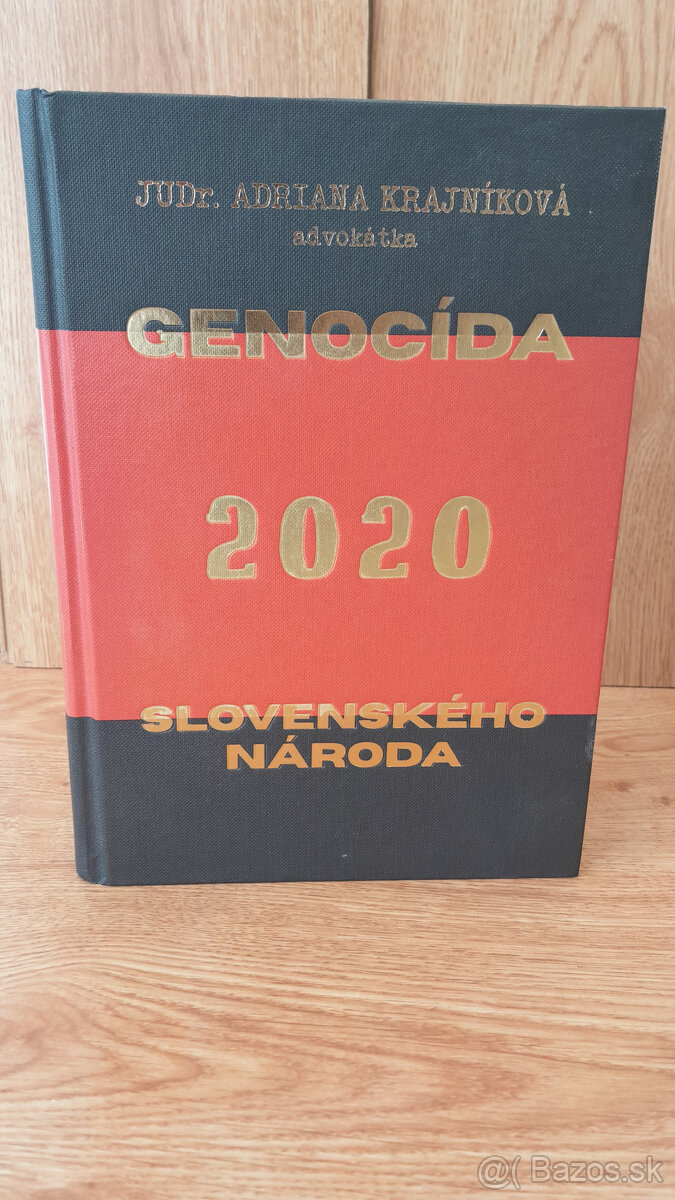 JUDr. ADRIANA KRAJNÍKOVÁ
advokátka
GENOCÍDA
2020
SLOVENSKÉHO
NÁRODA
@( Bazos.sk